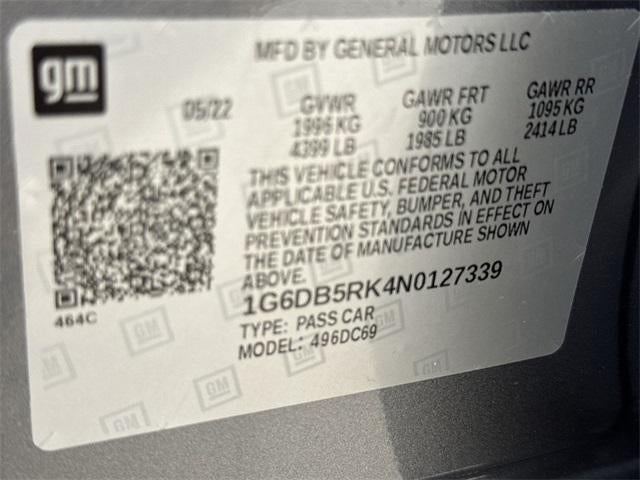 gm
MFD BY GENERAL MOTORS LLC
05/22
GVWR
1996 KG
4399 LB
GAWR FRT
900 KG
1985 LB
GAWR RR
1095 KG
2414 LB
THIS VEHICLE CONFORMS TO ALL
APPLICABLE U.S. FEDERAL MOTOR
VEHICLE SAFETY, BUMPER, AND THEFT
PREVENTION STANDARDS IN EFFECT ON
THE DATE OF MANUFACTURE SHOWN
ABOVE.
464C
1G6DB5RK4N0127339
TYPE: PASS CAR
MODEL: 496DC69